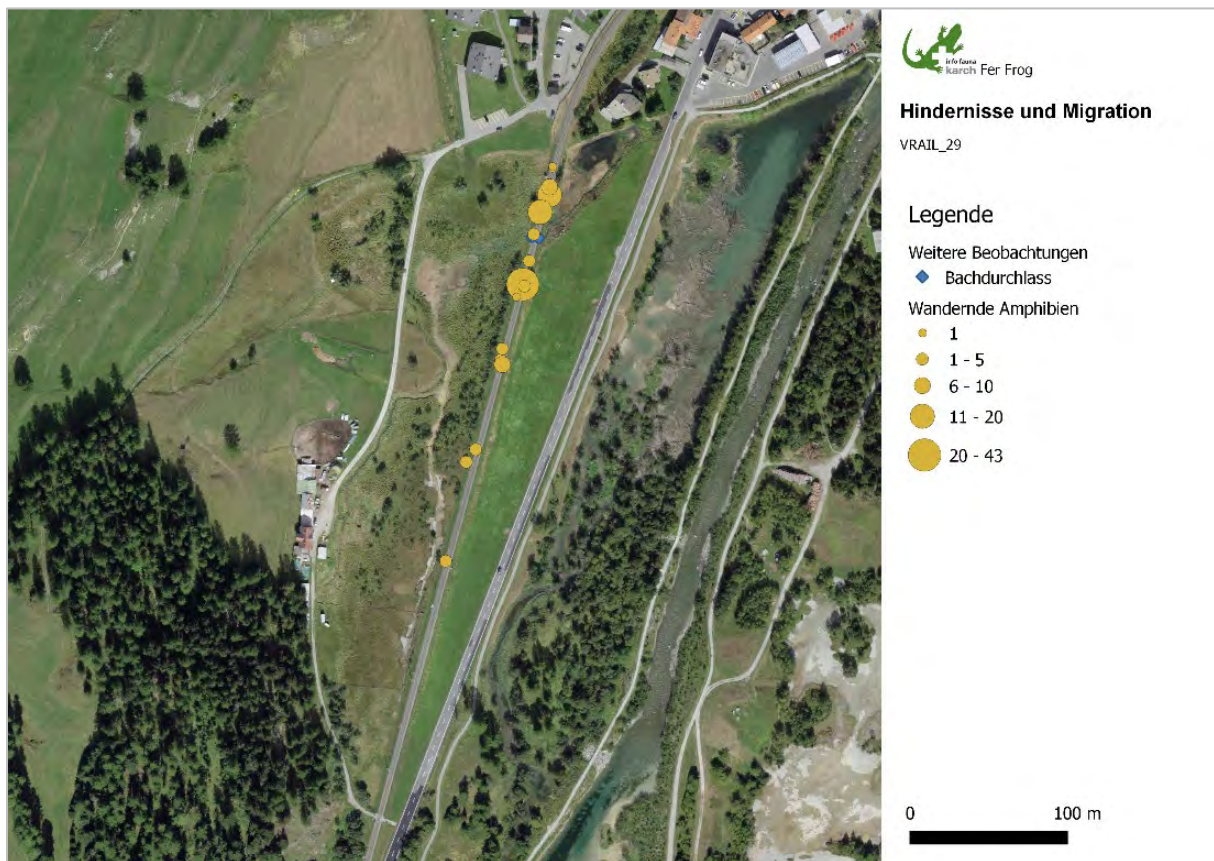 info fauna
karch Fer Frog
Hindernisse und Migration
VRAIL_29
Legende
Weitere Beobachtungen
Bachdurchlass
Wandernde Amphibien
1
1 - 5
6 - 10
11 - 20
20 - 43
0 100 m